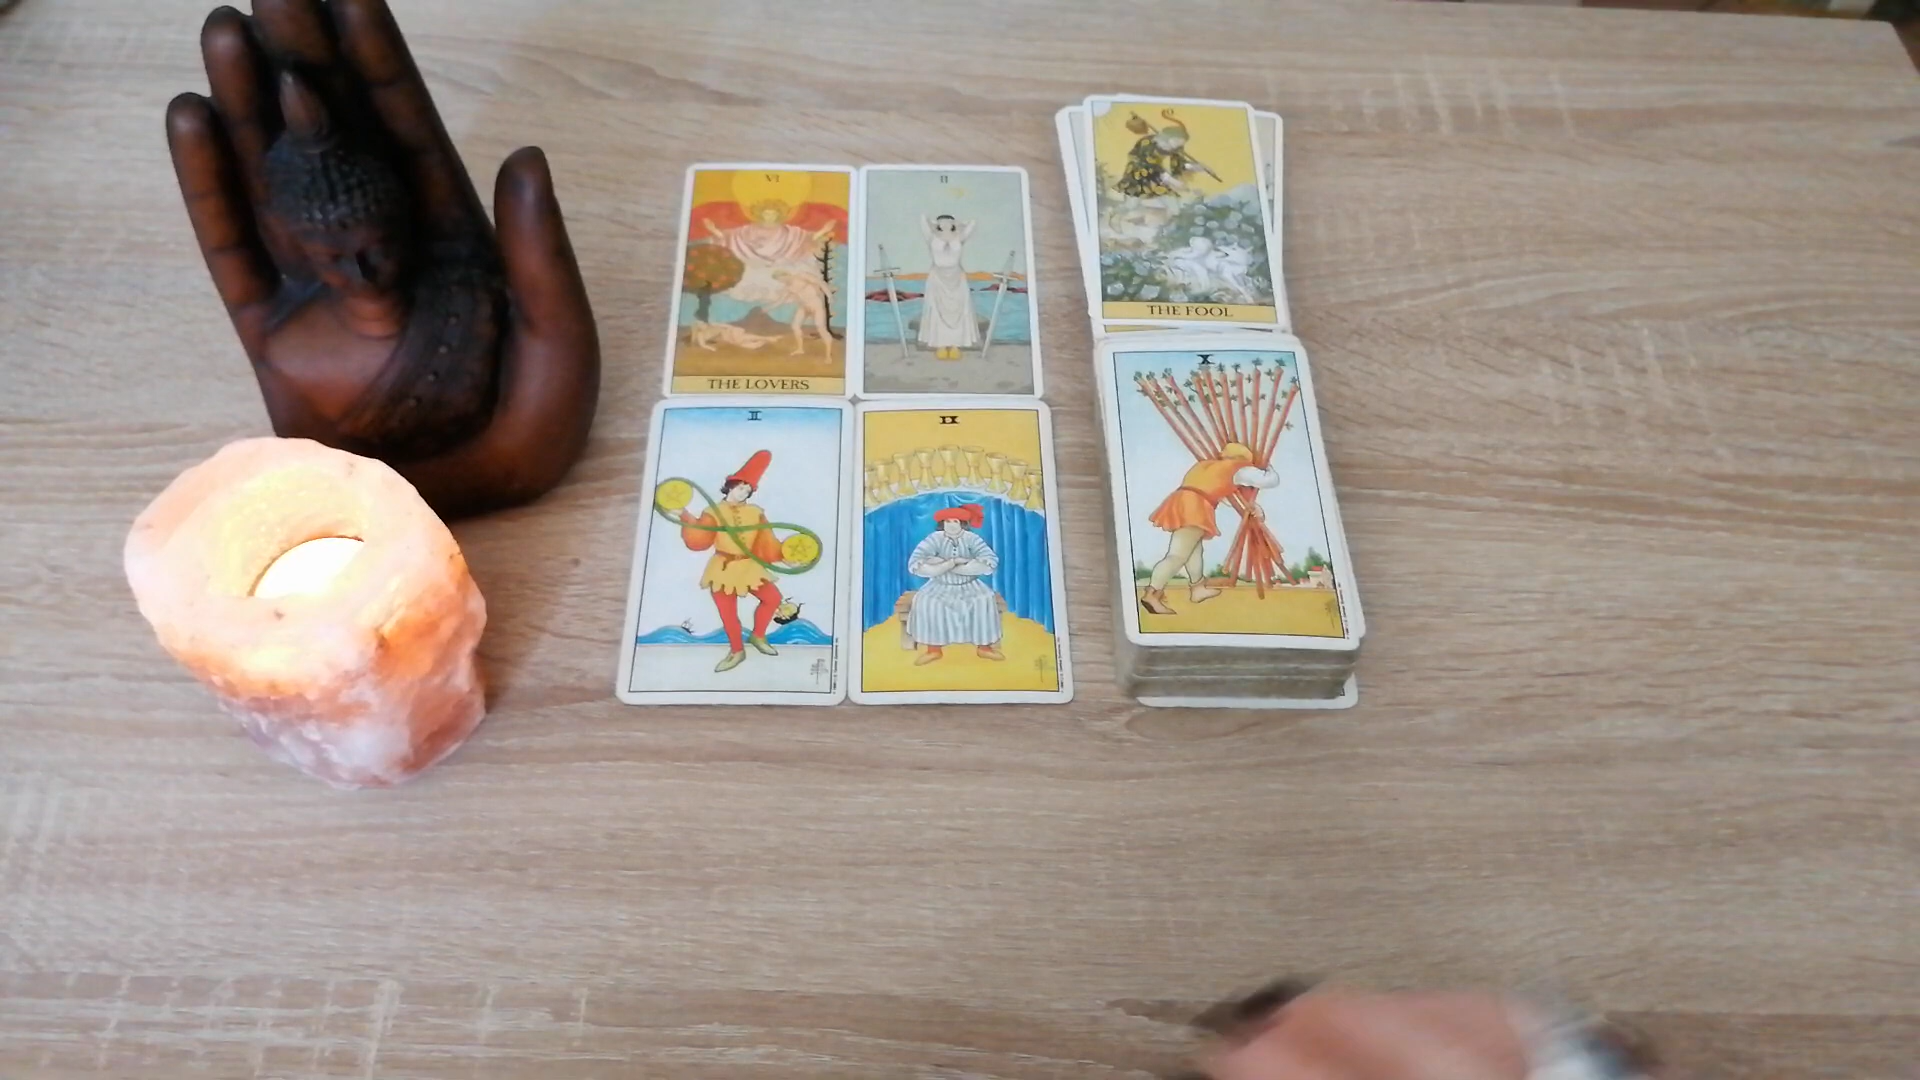 VI
THE LOVERS
II
THE FOOL
II
IX
X